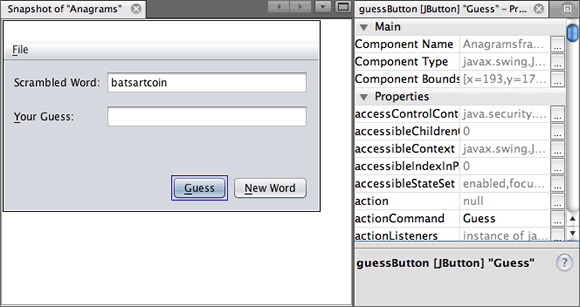 Snapshot of "Anagrams"
File
Scrambled Word: batsartcoin
Your Guess:
Guess New Word
guessButton [JButton] "Guess" – Pr...
Main
Component Name Anagramsfra...
Component Type javax.swing.J...
Component Bounds [x=193,y=17...
Properties
accessControlCont java.security....
accessibleChildren 0
accessibleContext javax.swing.J...
accessibleIndexInP 0
accessibleStateSet enabled,focu...
action null
actionCommand Guess
actionListeners instance of ja...
guessButton [JButton] "Guess"